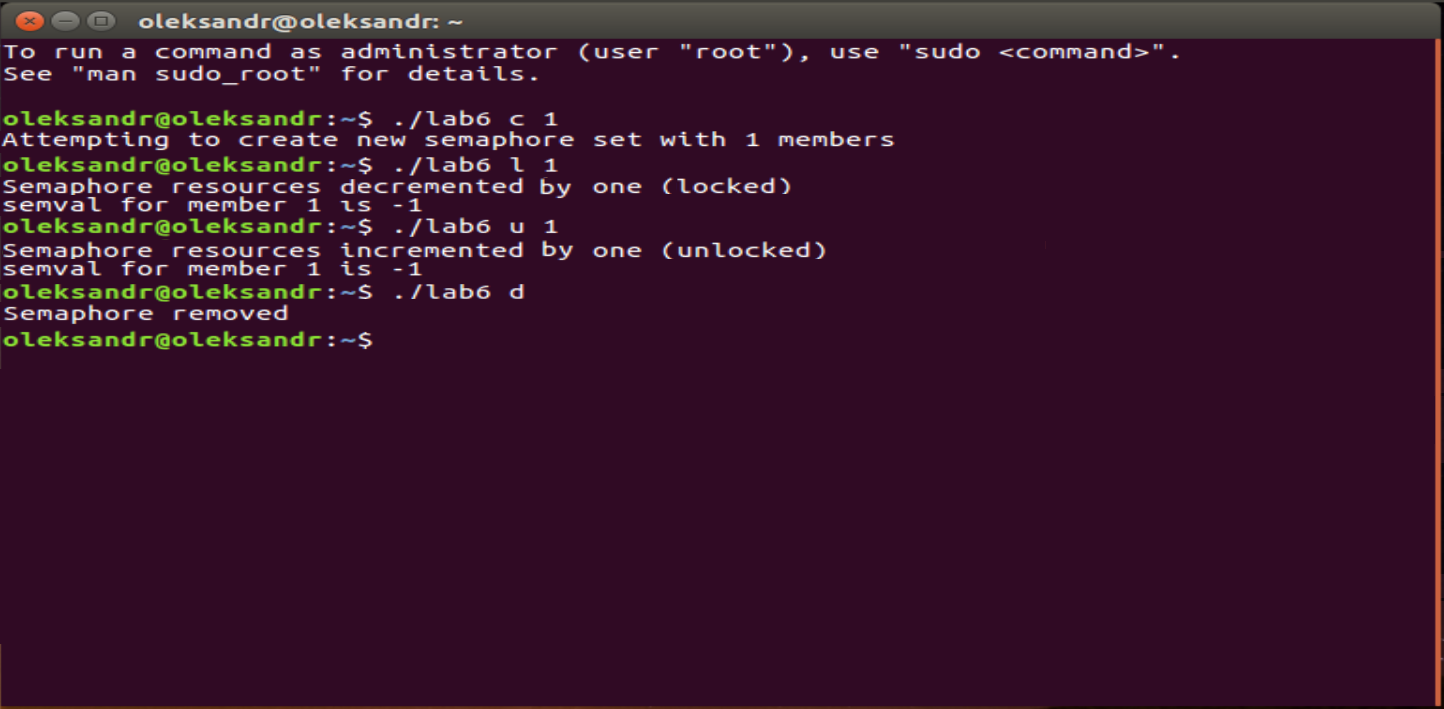 oleksandr@oleksandr: ~
To run a command as administrator (user "root"), use "sudo <command>".
See "man sudo_root" for details.
oleksandr@oleksandr:~$ ./lab6 c 1
Attempting to create new semaphore set with 1 members
oleksandr@oleksandr:~$ ./lab6 l 1
Semaphore resources decremented by one (locked)
semval for member 1 is -1
oleksandr@oleksandr:~$ ./lab6 u 1
Semaphore resources incremented by one (unlocked)
semval for member 1 is -1
oleksandr@oleksandr:~$ ./lab6 d
Semaphore removed
oleksandr@oleksandr:~$